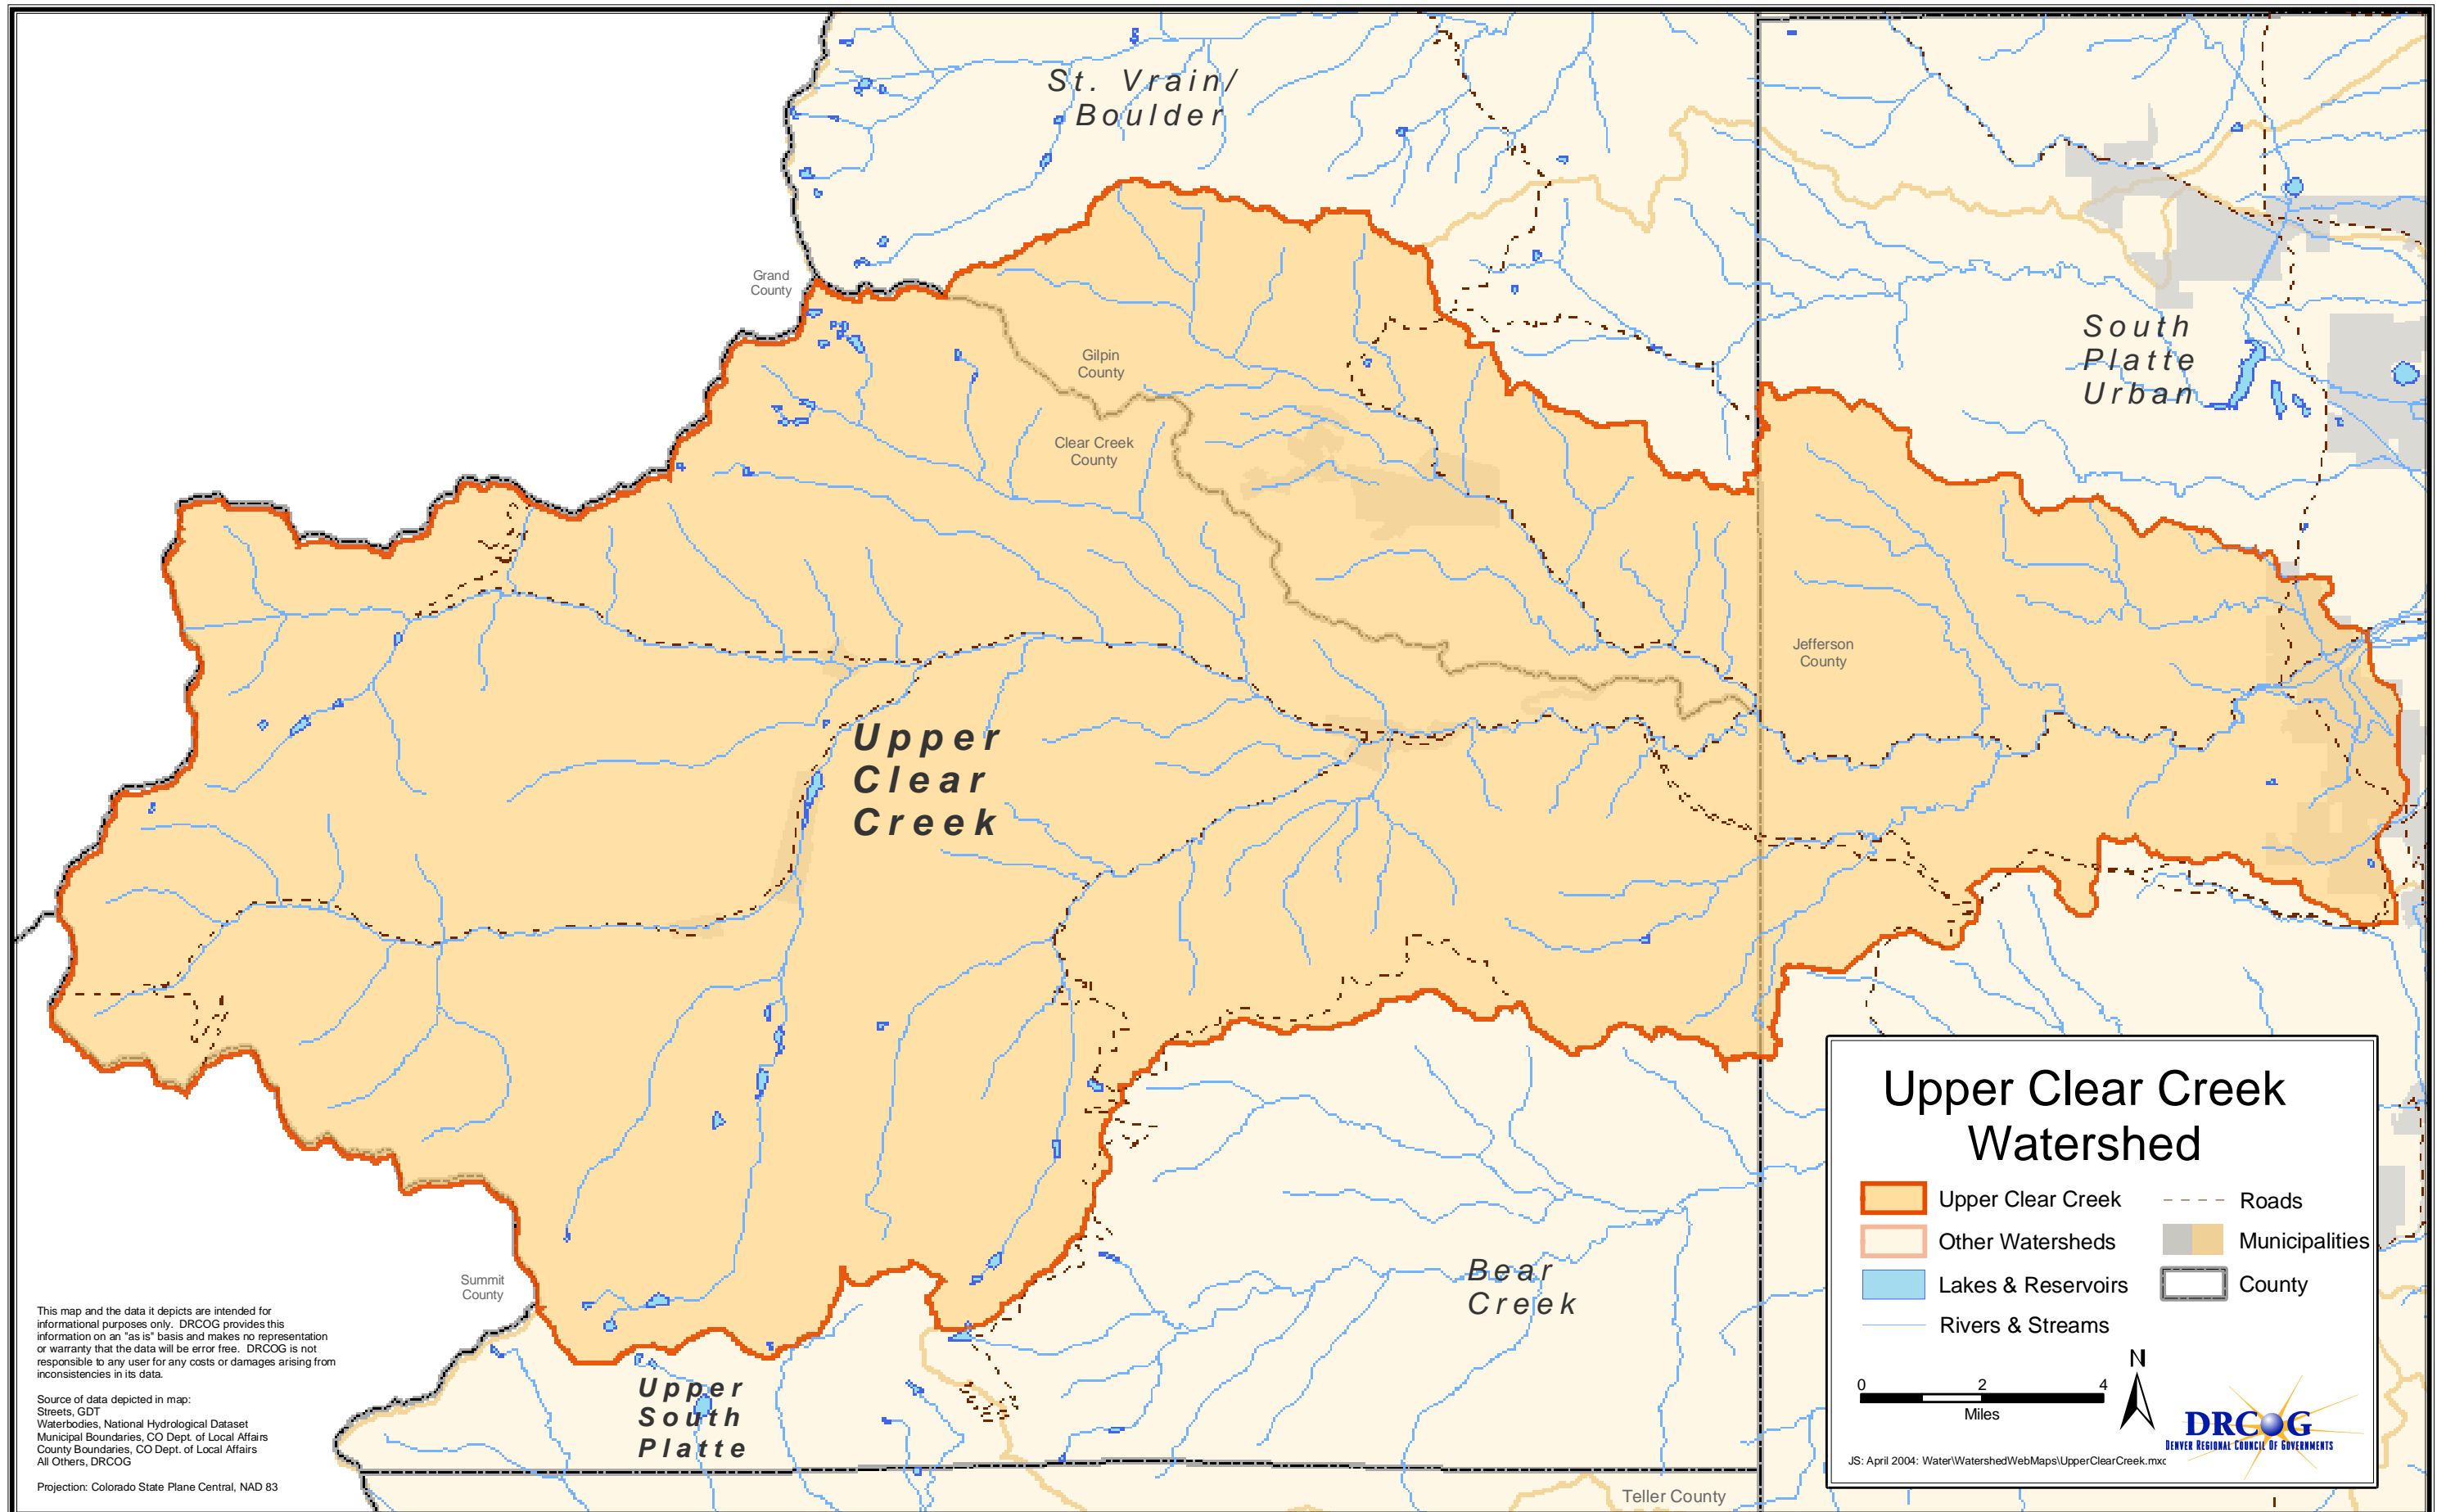 St. Vrain/
Boulder
Grand
County
Gilpin
County
South
Platte
Urban
Clear Creek
County
Jefferson
County
Upper
Clear
Creek
Summit
County
Bear
Creek
Upper
South
Platte
Teller County
This map and the data it depicts are intended for
informational purposes only. DRCOG provides this
information on an "as is" basis and makes no representation
or warranty that the data will be error free. DRCOG is not
responsible to any user for any costs or damages arising from
inconsistencies in its data.
Source of data depicted in map:
Streets, GDT
Waterbodies, National Hydrological Dataset
Municipal Boundaries, CO Dept. of Local Affairs
County Boundaries, CO Dept. of Local Affairs
All Others, DRCOG
Projection: Colorado State Plane Central, NAD 83
Upper Clear Creek
Watershed
Upper Clear Creek
Roads
Other Watersheds
Municipalities
Lakes & Reservoirs
County
Rivers & Streams
N
0 2 4
Miles
DRCOG
DENVER REGIONAL COUNCIL OF GOVERNMENTS
JS: April 2004: Water\WatershedWebMaps\UpperClearCreek.mxd